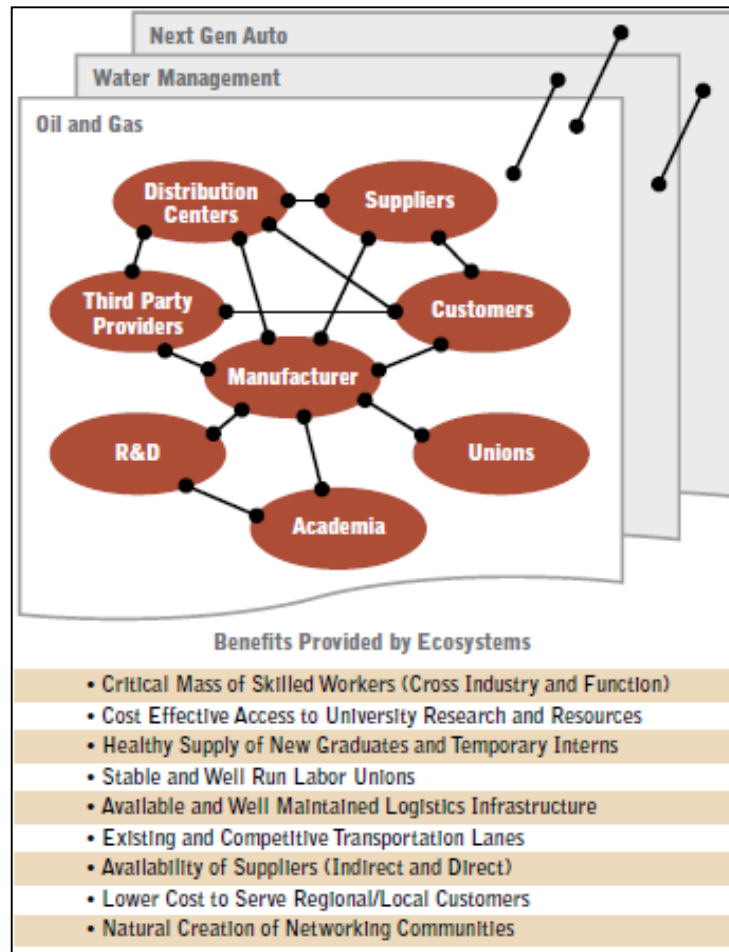 Next Gen Auto
Water Management
Oil and Gas
Distribution
Centers
Suppliers
Third Party
Providers
Customers
Manufacturer
R&D
Unions
Academia
Benefits Provided by Ecosystems
• Critical Mass of Skilled Workers (Cross Industry and Function)
• Cost Effective Access to University Research and Resources
• Healthy Supply of New Graduates and Temporary Interns
• Stable and Well Run Labor Unions
• Available and Well Maintained Logistics Infrastructure
• Existing and Competitive Transportation Lanes
• Availability of Suppliers (Indirect and Direct)
• Lower Cost to Serve Regional/Local Customers
• Natural Creation of Networking Communities